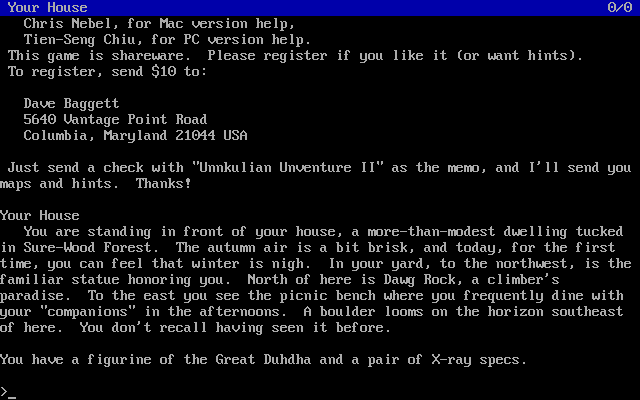 Your House 0/0
Chris Nebel, for Mac version help,
Tien-Seng Chiu, for PC version help.
This game is shareware.  Please register if you like it (or want hints).
To register, send $10 to:
Dave Baggett
5640 Vantage Point Road
Columbia, Maryland 21044 USA
Just send a check with "Unnkulian Unventure II" as the memo, and I'll send you
maps and hints.  Thanks!
Your House
You are standing in front of your house, a more-than-modest dwelling tucked
in Sure-Wood Forest.  The autumn air is a bit brisk, and today, for the first
time, you can feel that winter is nigh.  In your yard, to the northwest, is the
familiar statue honoring you.  North of here is Dawg Rock, a climber's
paradise.  To the east you see the picnic bench where you frequently dine with
your "companions" in the afternoons.  A boulder looms on the horizon southeast
of here.  You don't recall having seen it before.
You have a figurine of the Great Duhdha and a pair of X-ray specs.
>_